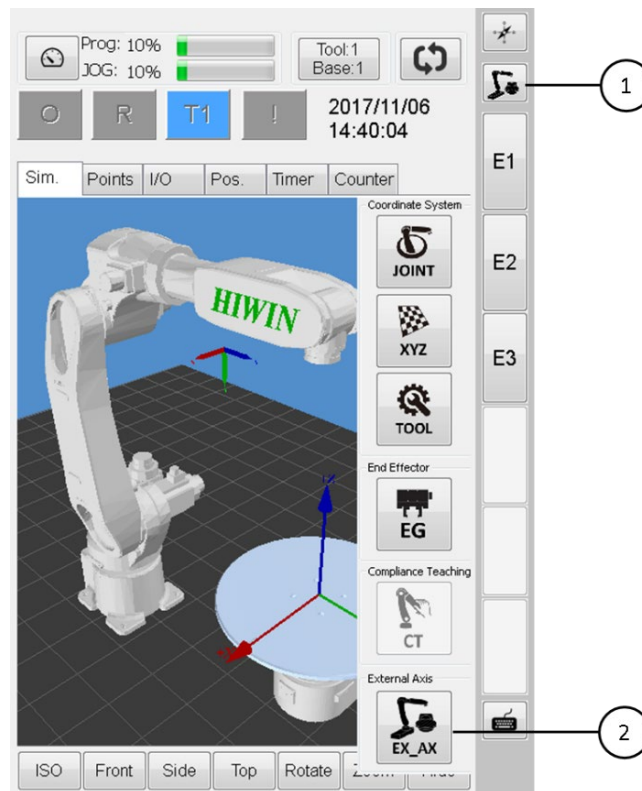 Prog: 10%
JOG: 10%
Tool:1
Base:1
O
R
T1
!
2017/11/06
14:40:04
Sim.
Points
I/O
Pos.
Timer
Counter
Coordinate System
JOINT
XYZ
TOOL
End Effector
EG
Compliance Teaching
CT
External Axis
EX_AX
HIWIN
ISO
Front
Side
Top
Rotate
E1
E2
E3
1
2